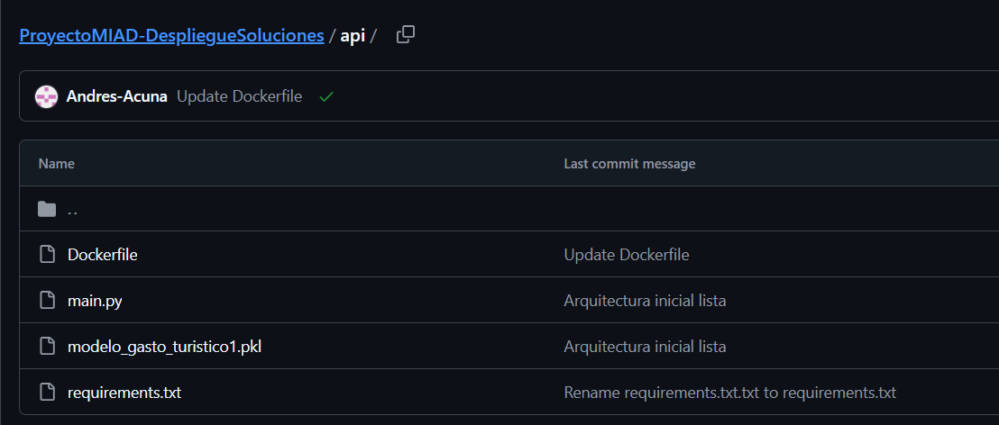 ProyectoMIAD-DespliegueSoluciones / api /
Andres-Acuna Update Dockerfile
Name Last commit message
..
Dockerfile Update Dockerfile
main.py Arquitectura inicial lista
modelo_gasto_turistico1.pkl Arquitectura inicial lista
requirements.txt Rename requirements.txt.txt to requirements.txt